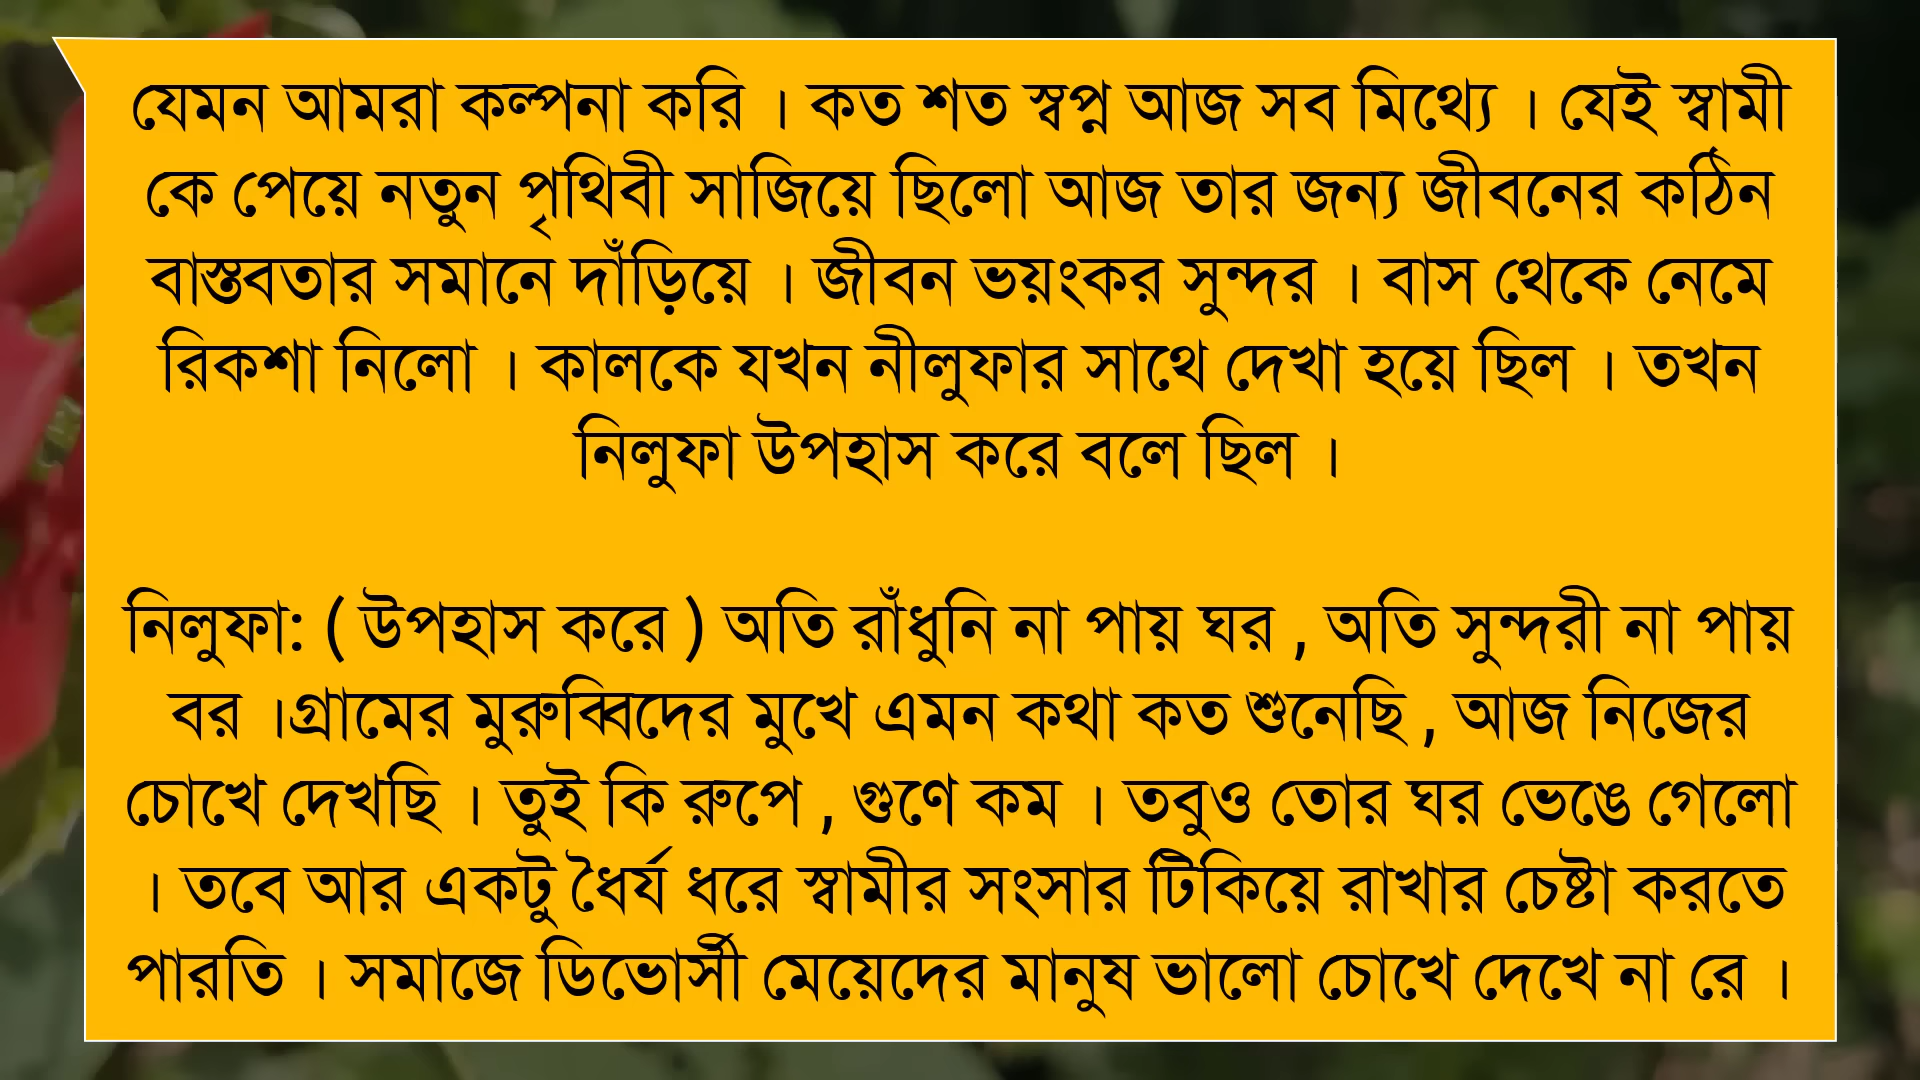 যেমন আমরা কল্পনা করি । কত শত স্বপ্ন আজ সব মিথ্যে । যেই স্বামী
কে পেয়ে নতুন পৃথিবী সাজিয়ে ছিলো আজ তার জন্য জীবনের কঠিন
বাস্তবতার সমানে দাঁড়িয়ে । জীবন ভয়ংকর সুন্দর । বাস থেকে নেমে
রিকশা নিলো । কালকে যখন নীলুফার সাথে দেখা হয়ে ছিল । তখন
নিলুফা উপহাস করে বলে ছিল ।
নিলুফা: ( উপহাস করে ) অতি রাঁধুনি না পায় ঘর , অতি সুন্দরী না পায়
বর ।গ্রামের মুরুব্বিদের মুখে এমন কথা কত শুনেছি , আজ নিজের
চোখে দেখছি । তুই কি রুপে , গুণে কম । তবুও তোর ঘর ভেঙে গেলো
। তবে আর একটু ধৈর্য ধরে স্বামীর সংসার টিকিয়ে রাখার চেষ্টা করতে
পারতি । সমাজে ডিভোর্সী মেয়েদের মানুষ ভালো চোখে দেখে না রে ।